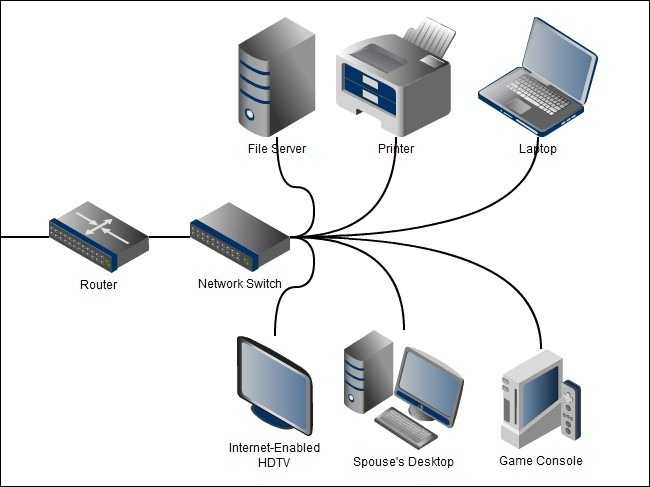 File Server
Printer
Laptop
Router
Network Switch
Internet-Enabled
HDTV
Spouse's Desktop
Game Console